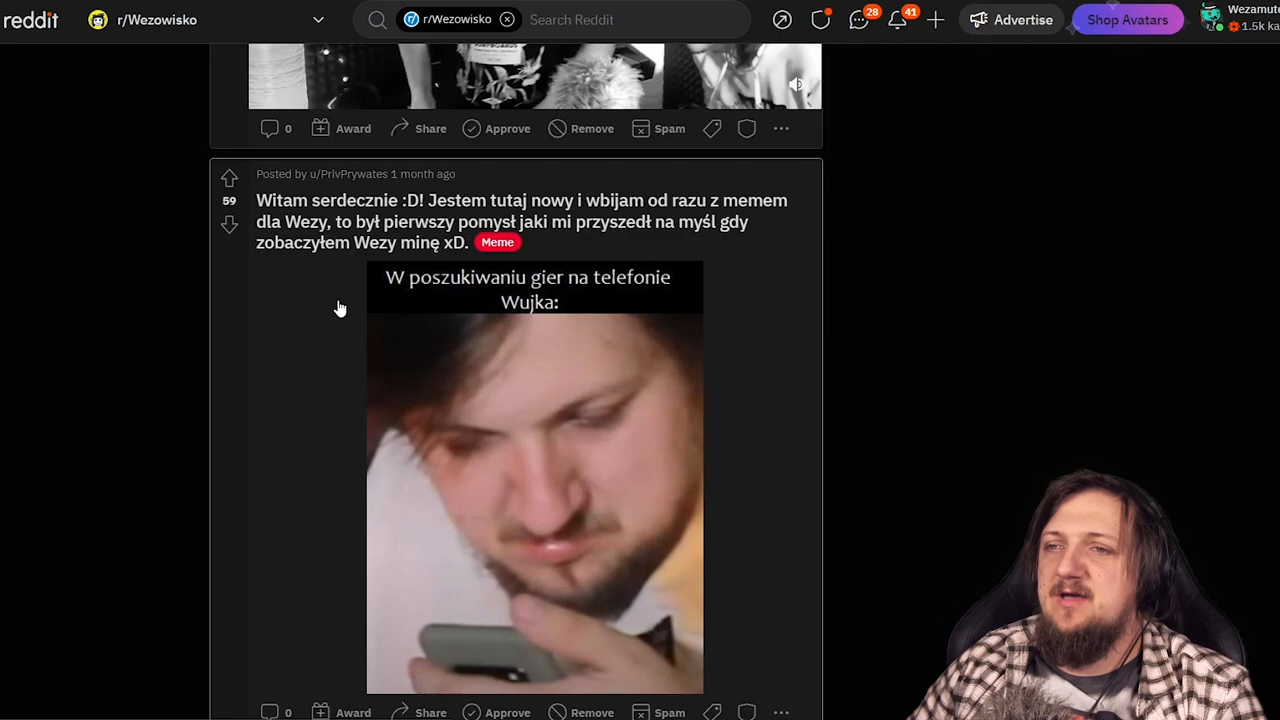 reddit
r/Wezowisko
r/Wezowisko
Search Reddit
28
41
Advertise
Shop Avatars
Wezamute
1.5k ka
0
Award
Share
Approve
Remove
Spam
Posted by u/PrivPrywates 1 month ago
59
Witam serdecznie :D! Jestem tutaj nowy i wbijam od razu z memem
dla Wezy, to był pierwszy pomysł jaki mi przyszedł na myśl gdy
zobaczyłem Wezy minę xD.
Meme
W poszukiwaniu gier na telefonie
Wujka:
0
Award
Share
Approve
Remove
Spam